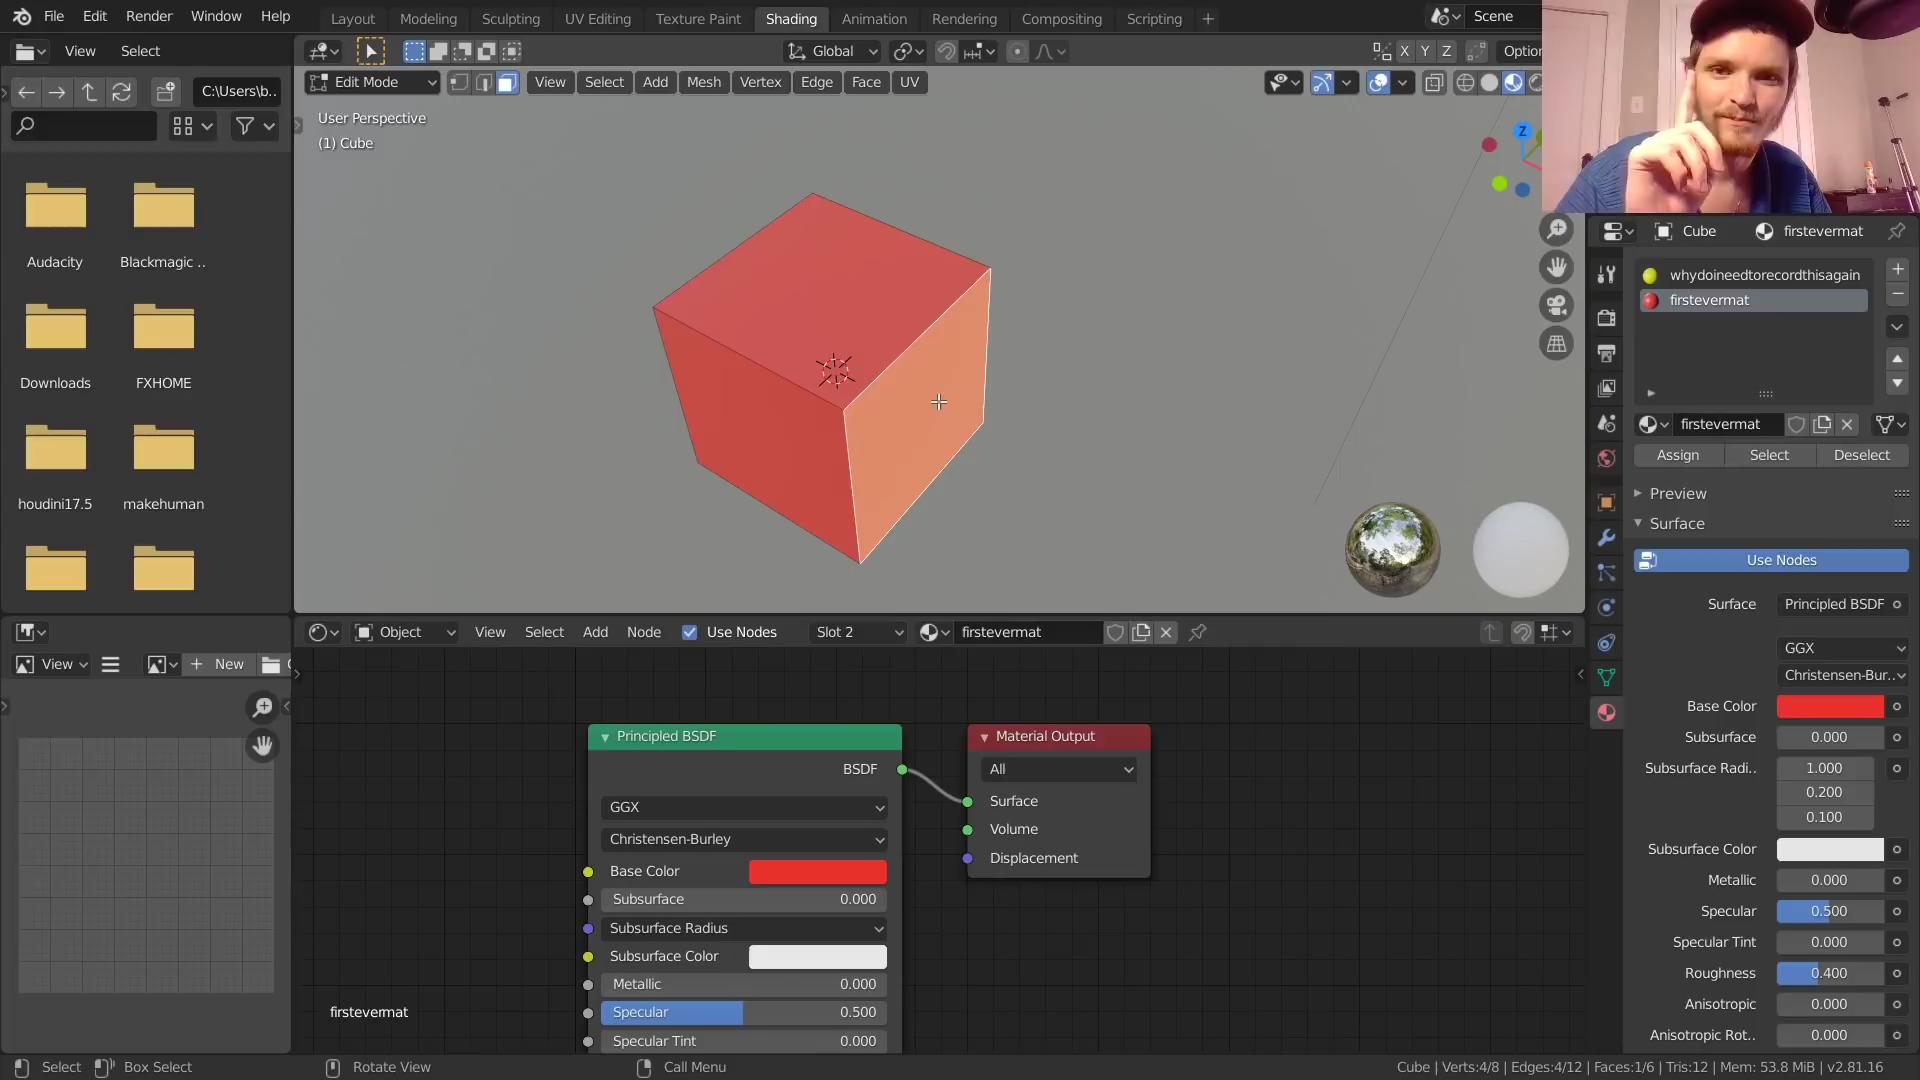 File Edit Render Window Help Layout Modeling Sculpting UV Editing Texture Paint Shading Animation Rendering Compositing Scripting + Scene
View Select Global X Y Z Optior
C:\Users\b.. Edit Mode View Select Add Mesh Vertex Edge Face UV
User Perspective
(1) Cube
Z
Audacity Blackmagic ..
Downloads FXHOME
houdini17.5 makehuman
Cube firstevermat
whydoineedtorecordthisagain
firstevermat
firstevermat
Assign Select Deselect
Preview
Surface
Use Nodes
Surface Principled BSDF
GGX
Christensen-Bur..
Base Color
Subsurface 0.000
Subsurface Radi.. 1.000
0.200
0.100
Subsurface Color
Metallic 0.000
Specular 0.500
Specular Tint 0.000
Roughness 0.400
Anisotropic 0.000
Anisotropic Rot.. 0.000
Object View Select Add Node Use Nodes Slot 2 firstevermat
View + New
Principled BSDF
BSDF
GGX
Christensen-Burley
Base Color
Subsurface 0.000
Subsurface Radius
Subsurface Color
Metallic 0.000
Specular 0.500
Specular Tint 0.000
Material Output
All
Surface
Volume
Displacement
firstevermat
Select Box Select Rotate View Call Menu Cube | Verts:4/8 | Edges:4/12 | Faces:1/6 | Tris:12 | Mem: 53.8 MiB | v2.81.16